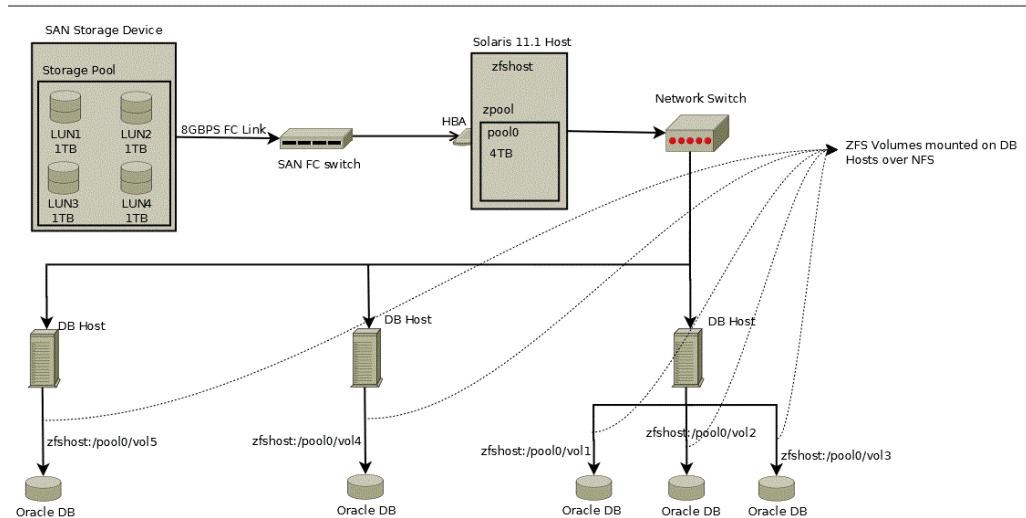 SAN Storage Device
Storage Pool
LUN1
1TB
LUN2
1TB
LUN3
1TB
LUN4
1TB
8GBPS FC Link
SAN FC switch
HBA
Solaris 11.1 Host
zfshost
zpool
pool0
4TB
Network Switch
ZFS Volumes mounted on DB
Hosts over NFS
DB Host
DB Host
DB Host
zfshost:/pool0/vol5
zfshost:/pool0/vol4
zfshost:/pool0/vol1
zfshost:/pool0/vol2
zfshost:/pool0/vol3
Oracle DB
Oracle DB
Oracle DB
Oracle DB
Oracle DB